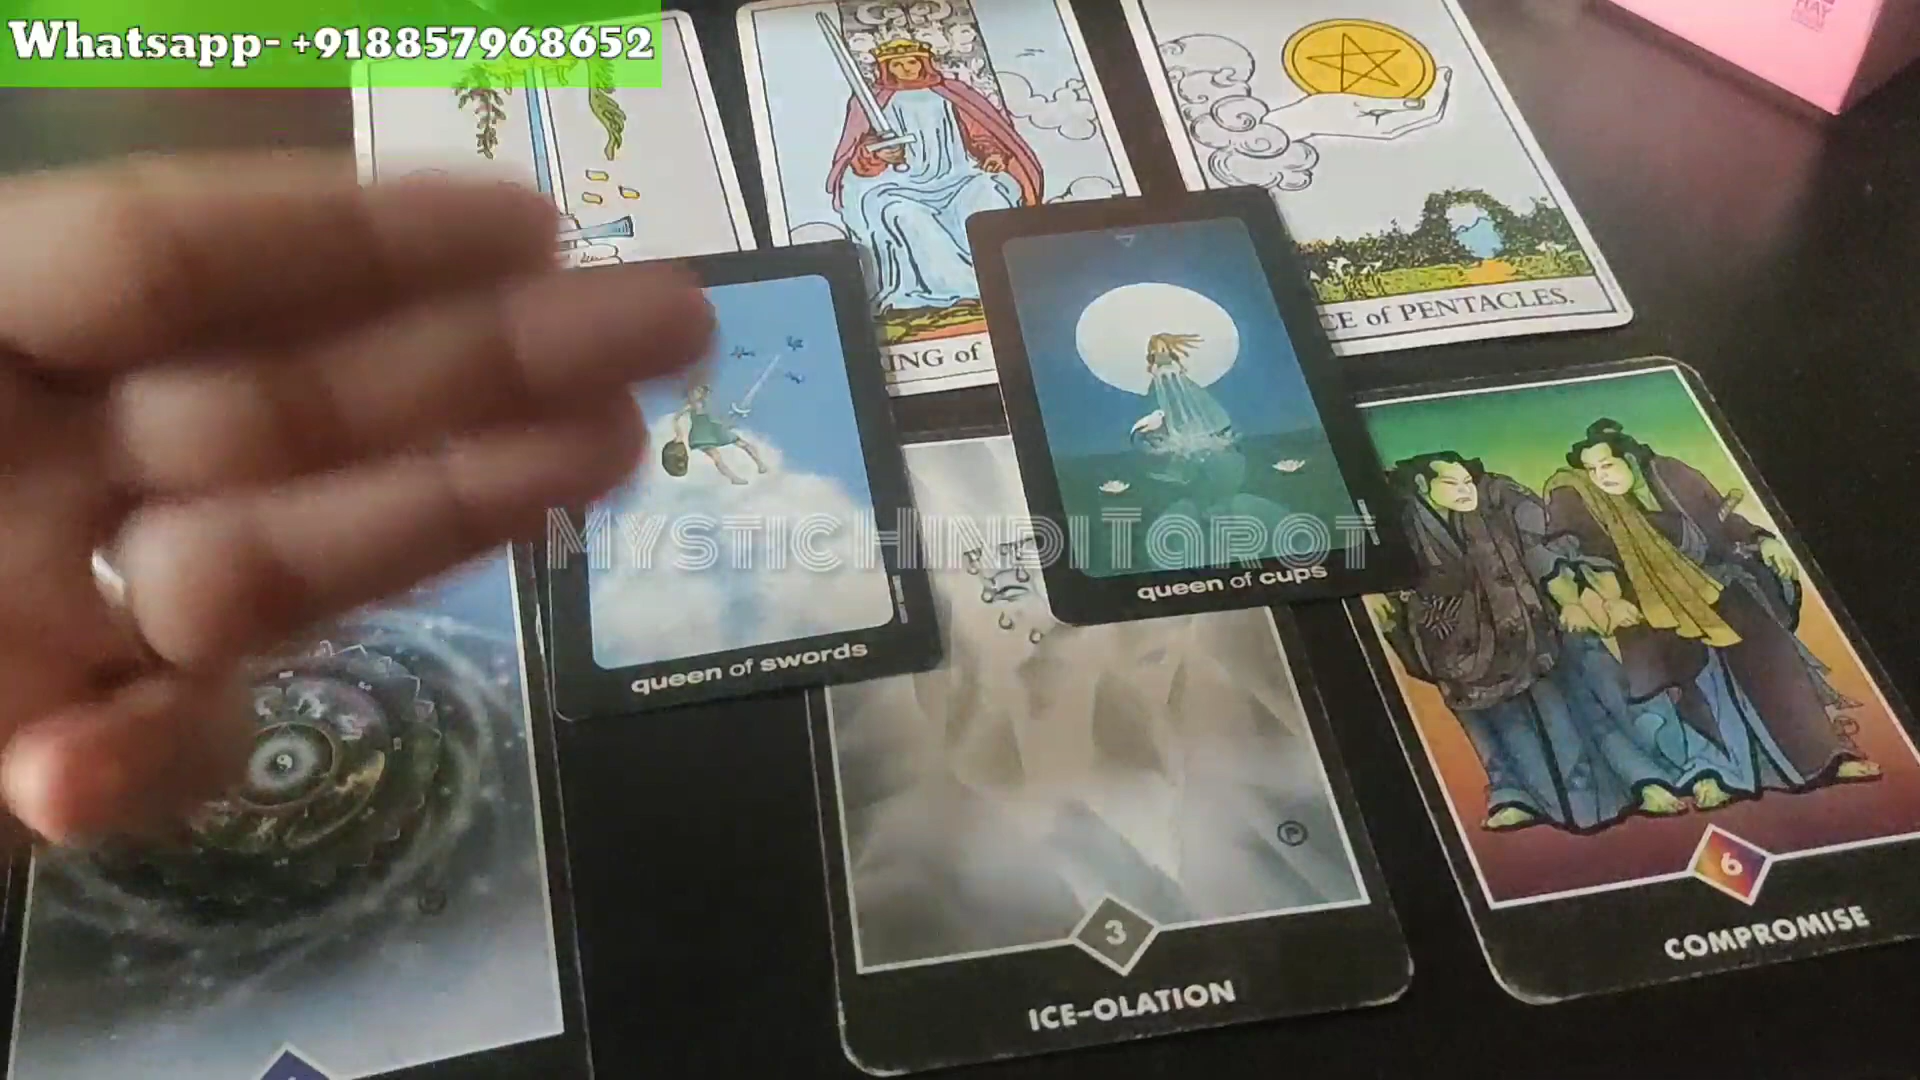 Whatsapp- +918857968652
ING of
CE of PENTACLES.
MYSTICHINDITAROT
queen of cups
queen of swords
6
3
COMPROMISE
ICE-OLATION